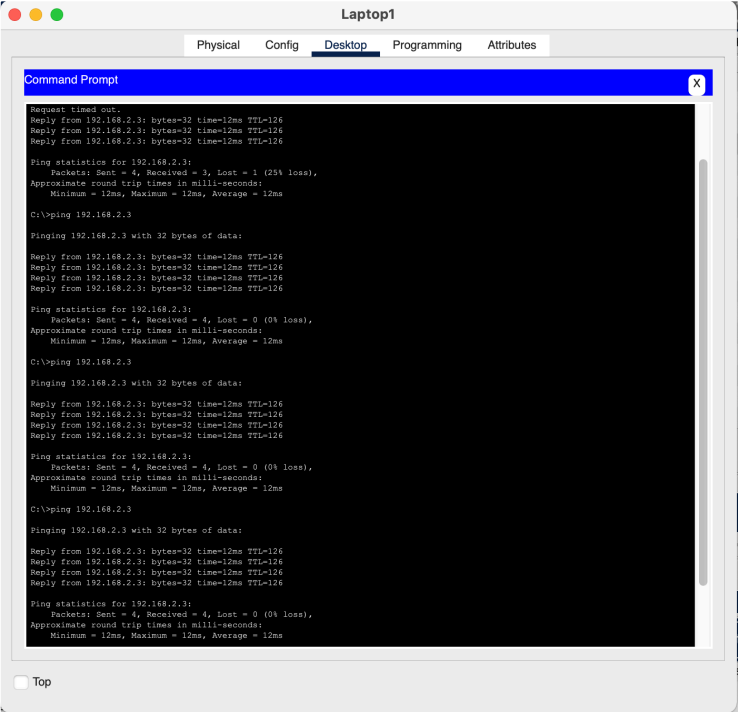 Laptop1
Physical Config Desktop Programming Attributes
Command Prompt
X
Request timed out.
Reply from 192.168.2.3: bytes=32 time=12ms TTL=126
Reply from 192.168.2.3: bytes=32 time=12ms TTL=126
Reply from 192.168.2.3: bytes=32 time=12ms TTL=126
Ping statistics for 192.168.2.3:
Packets: Sent = 4, Received = 3, Lost = 1 (25% loss),
Approximate round trip times in milli-seconds:
Minimum = 12ms, Maximum = 12ms, Average = 12ms
C:\>ping 192.168.2.3
Pinging 192.168.2.3 with 32 bytes of data:
Reply from 192.168.2.3: bytes=32 time=12ms TTL=126
Reply from 192.168.2.3: bytes=32 time=12ms TTL=126
Reply from 192.168.2.3: bytes=32 time=12ms TTL=126
Reply from 192.168.2.3: bytes=32 time=12ms TTL=126
Ping statistics for 192.168.2.3:
Packets: Sent = 4, Received = 4, Lost = 0 (0% loss),
Approximate round trip times in milli-seconds:
Minimum = 12ms, Maximum = 12ms, Average = 12ms
C:\>ping 192.168.2.3
Pinging 192.168.2.3 with 32 bytes of data:
Reply from 192.168.2.3: bytes=32 time=12ms TTL=126
Reply from 192.168.2.3: bytes=32 time=12ms TTL=126
Reply from 192.168.2.3: bytes=32 time=12ms TTL=126
Reply from 192.168.2.3: bytes=32 time=12ms TTL=126
Ping statistics for 192.168.2.3:
Packets: Sent = 4, Received = 4, Lost = 0 (0% loss),
Approximate round trip times in milli-seconds:
Minimum = 12ms, Maximum = 12ms, Average = 12ms
C:\>ping 192.168.2.3
Pinging 192.168.2.3 with 32 bytes of data:
Reply from 192.168.2.3: bytes=32 time=12ms TTL=126
Reply from 192.168.2.3: bytes=32 time=12ms TTL=126
Reply from 192.168.2.3: bytes=32 time=12ms TTL=126
Reply from 192.168.2.3: bytes=32 time=12ms TTL=126
Ping statistics for 192.168.2.3:
Packets: Sent = 4, Received = 4, Lost = 0 (0% loss),
Approximate round trip times in milli-seconds:
Minimum = 12ms, Maximum = 12ms, Average = 12ms
Top